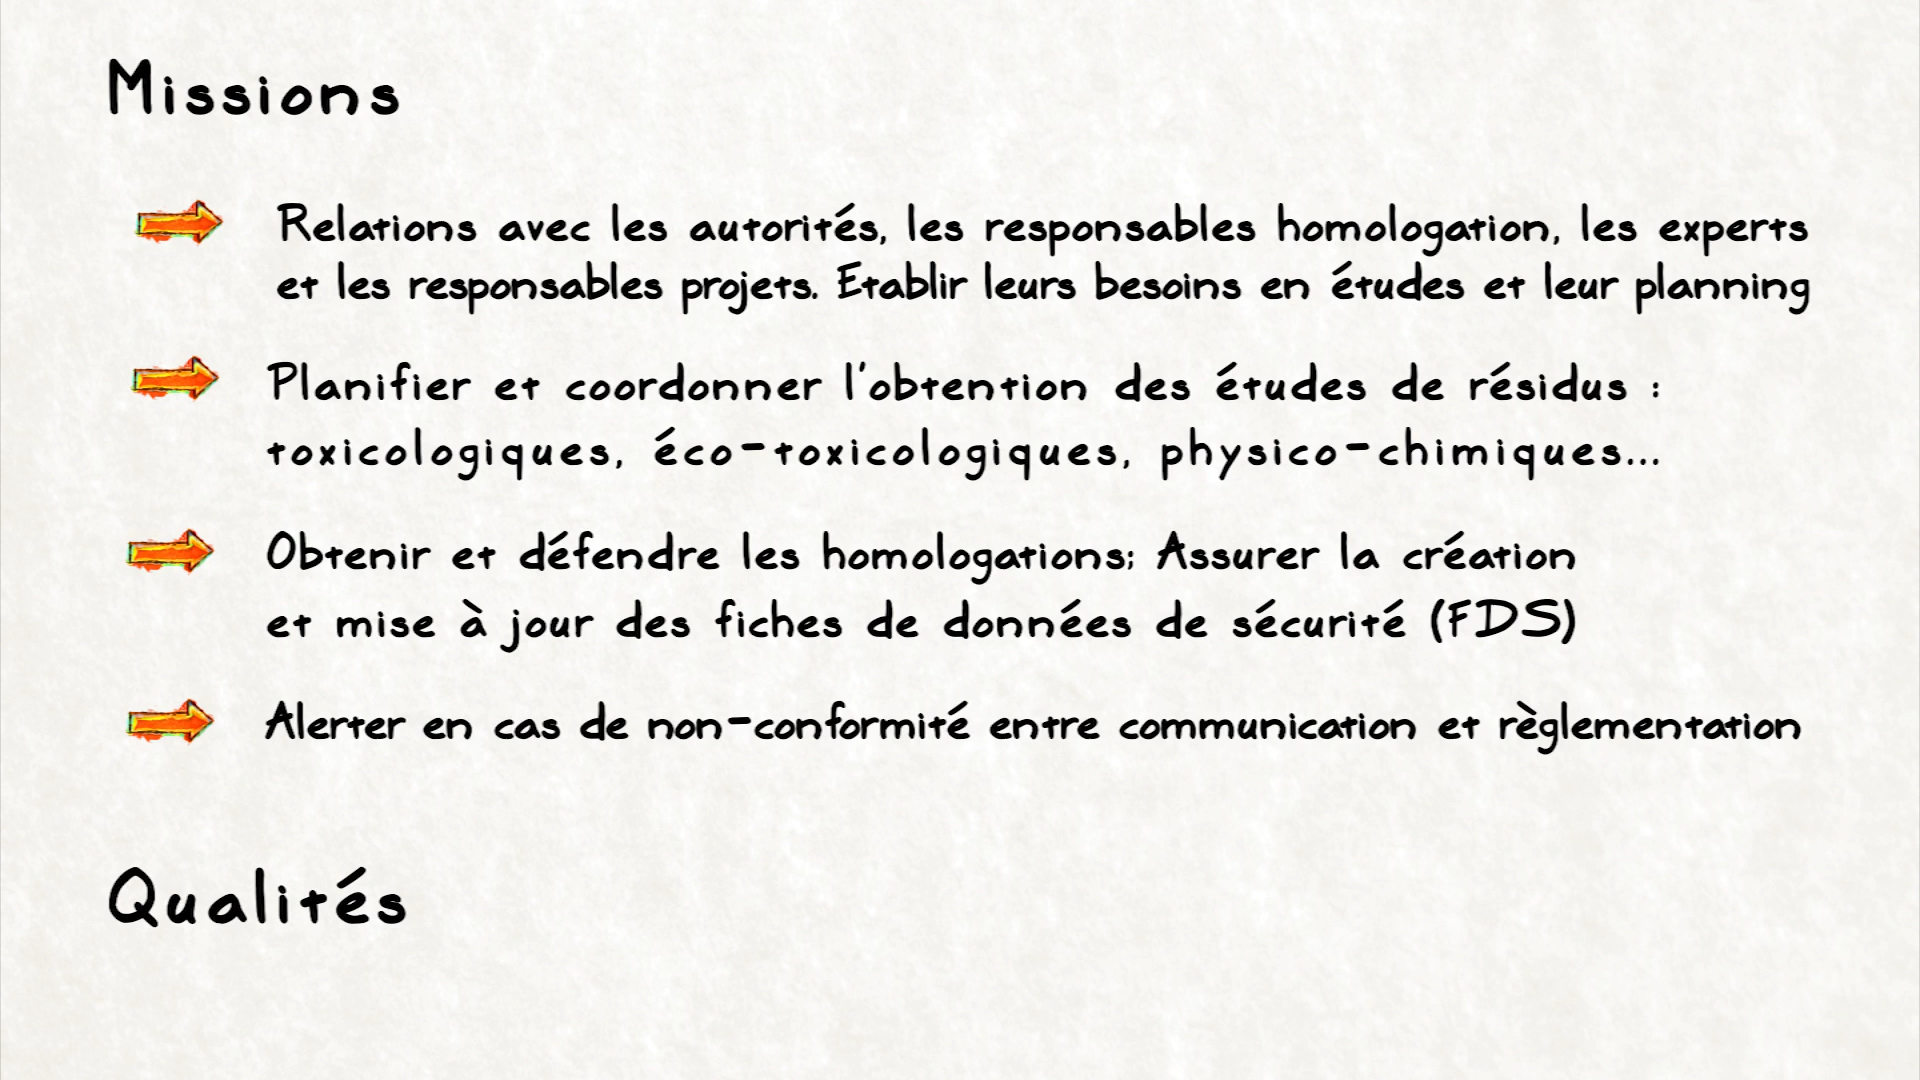 Missions
Relations avec les autorités, les responsables homologation, les experts
et les responsables projets. Etablir leurs besoins en études et leur planning
Planifier et coordonner l'obtention des études de résidus :
toxicologiques, éco-toxicologiques, physico-chimiques...
Obtenir et défendre les homologations; Assurer la création
et mise à jour des fiches de données de sécurité (FDS)
Alerter en cas de non-conformité entre communication et règlementation
Qualités